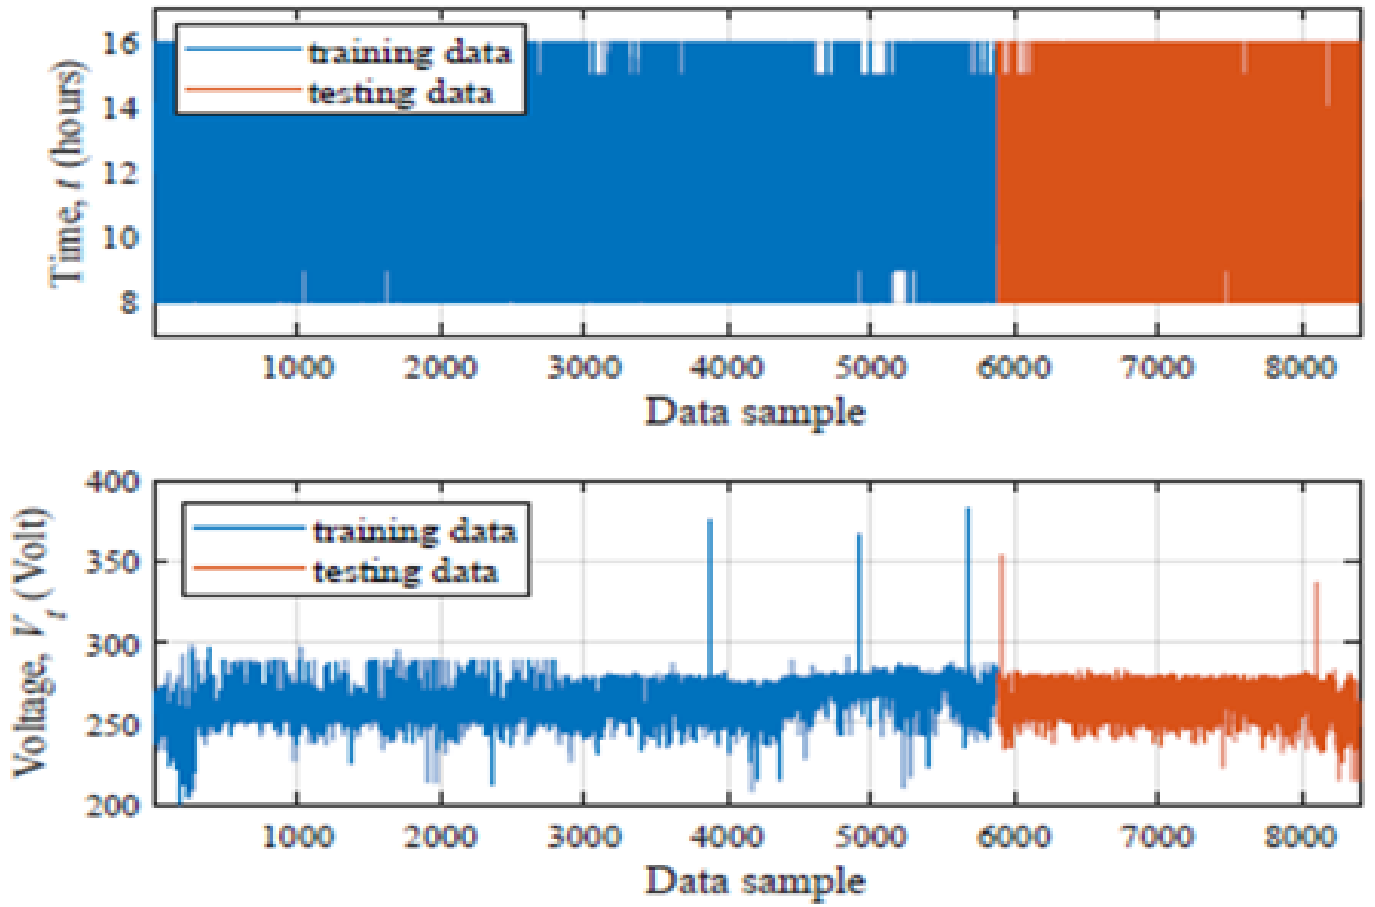 16
14
12
10
8
Time, t (hours)
training data
testing data
1000 2000 3000 4000 5000 6000 7000 8000
Data sample
400
350
300
250
200
Voltage, V_t (Volt)
training data
testing data
1000 2000 3000 4000 5000 6000 7000 8000
Data sample